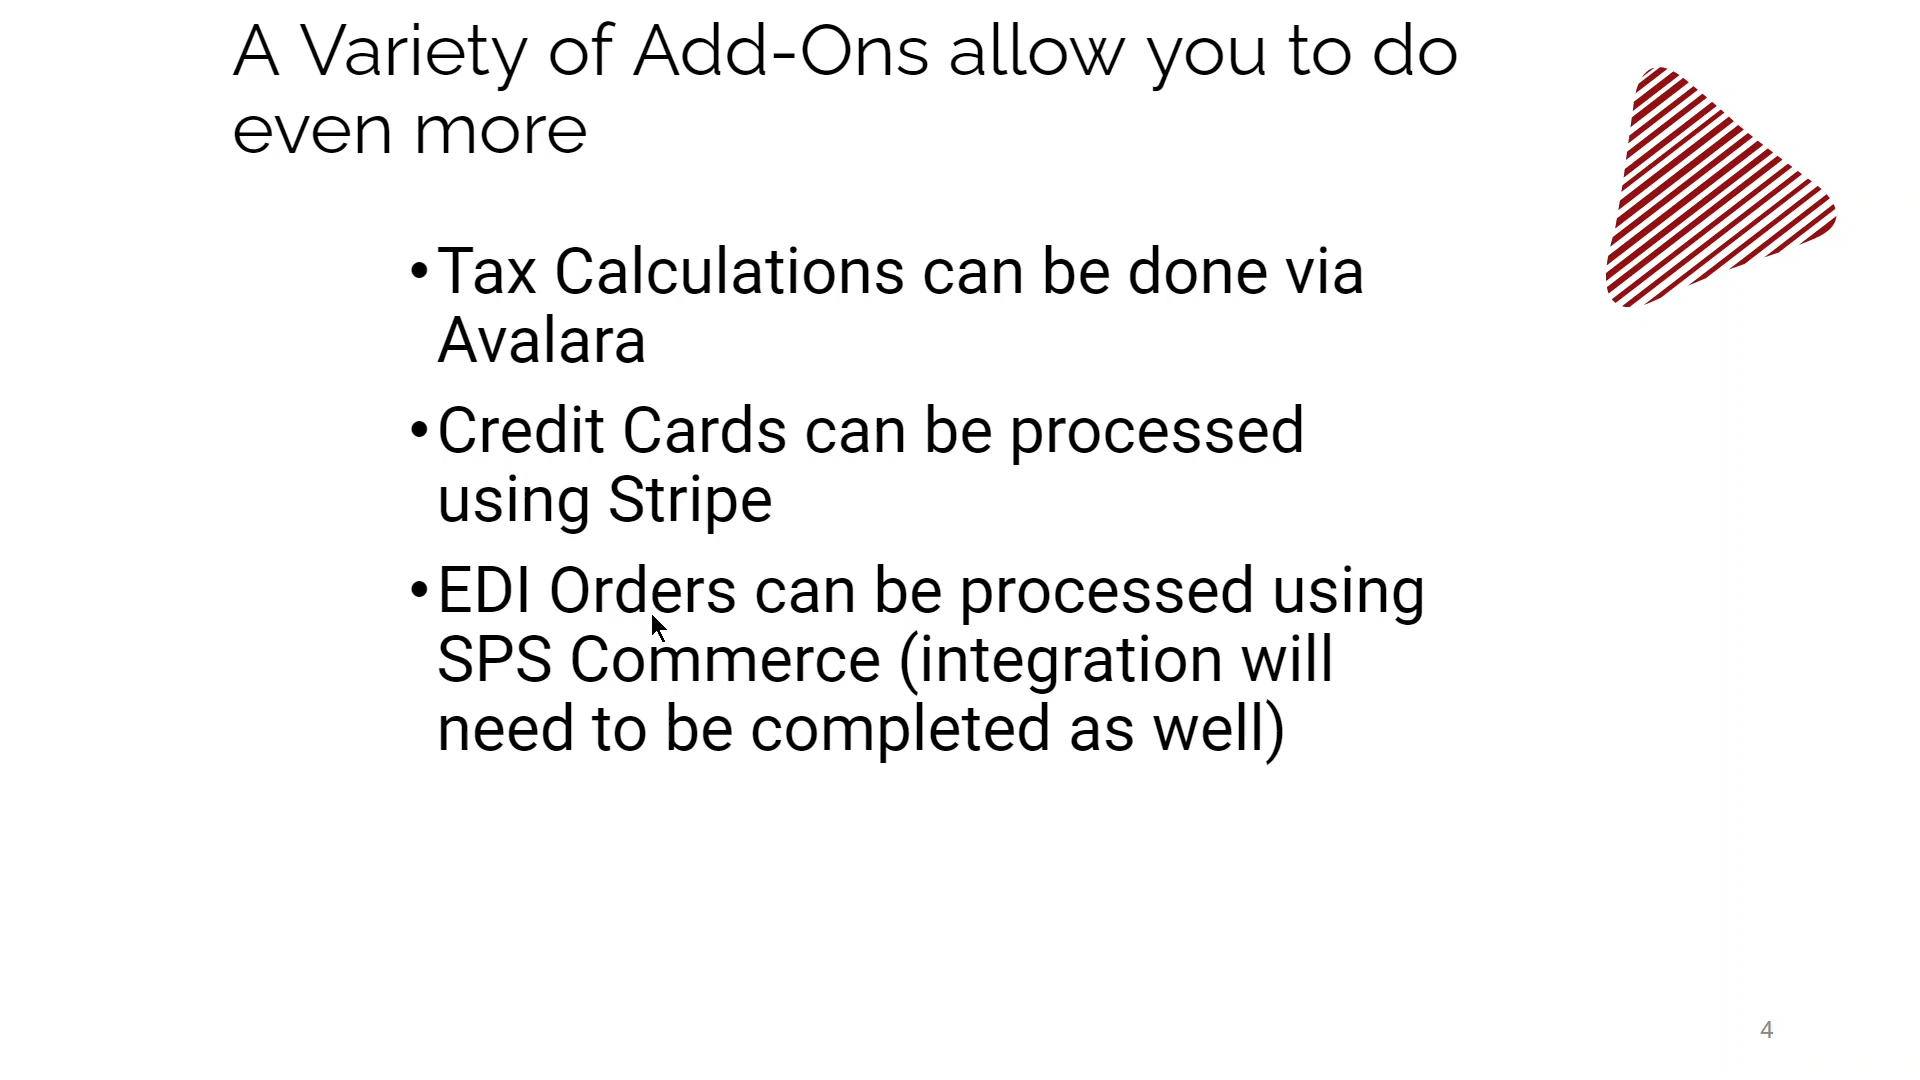 A Variety of Add-Ons allow you to do
even more
•Tax Calculations can be done via
Avalara
•Credit Cards can be processed
using Stripe
•EDI Orders can be processed using
SPS Commerce (integration will
need to be completed as well)
4